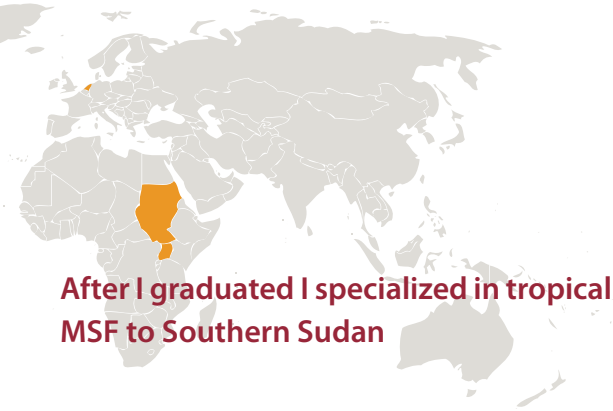 After I graduated I specialized in tropical
MSF to Southern Sudan